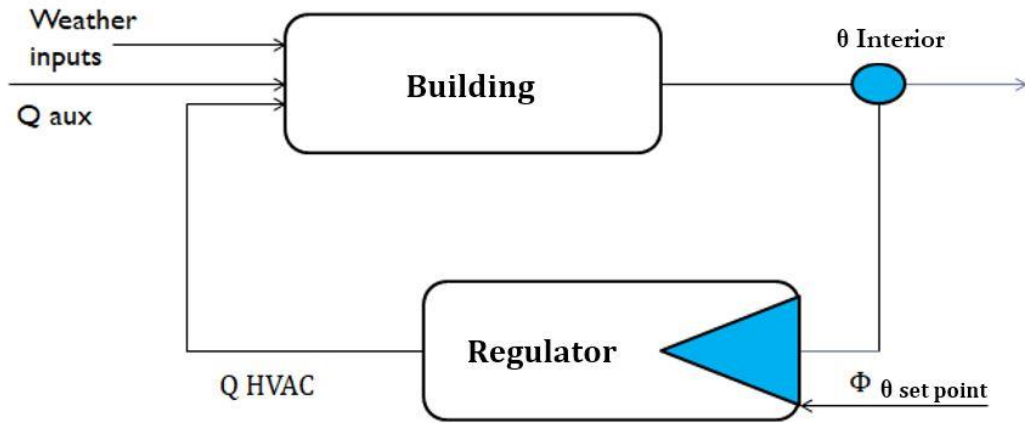 Weather
inputs
θ Interior
Building
Q aux
Regulator
Q HVAC
Φ θ set point